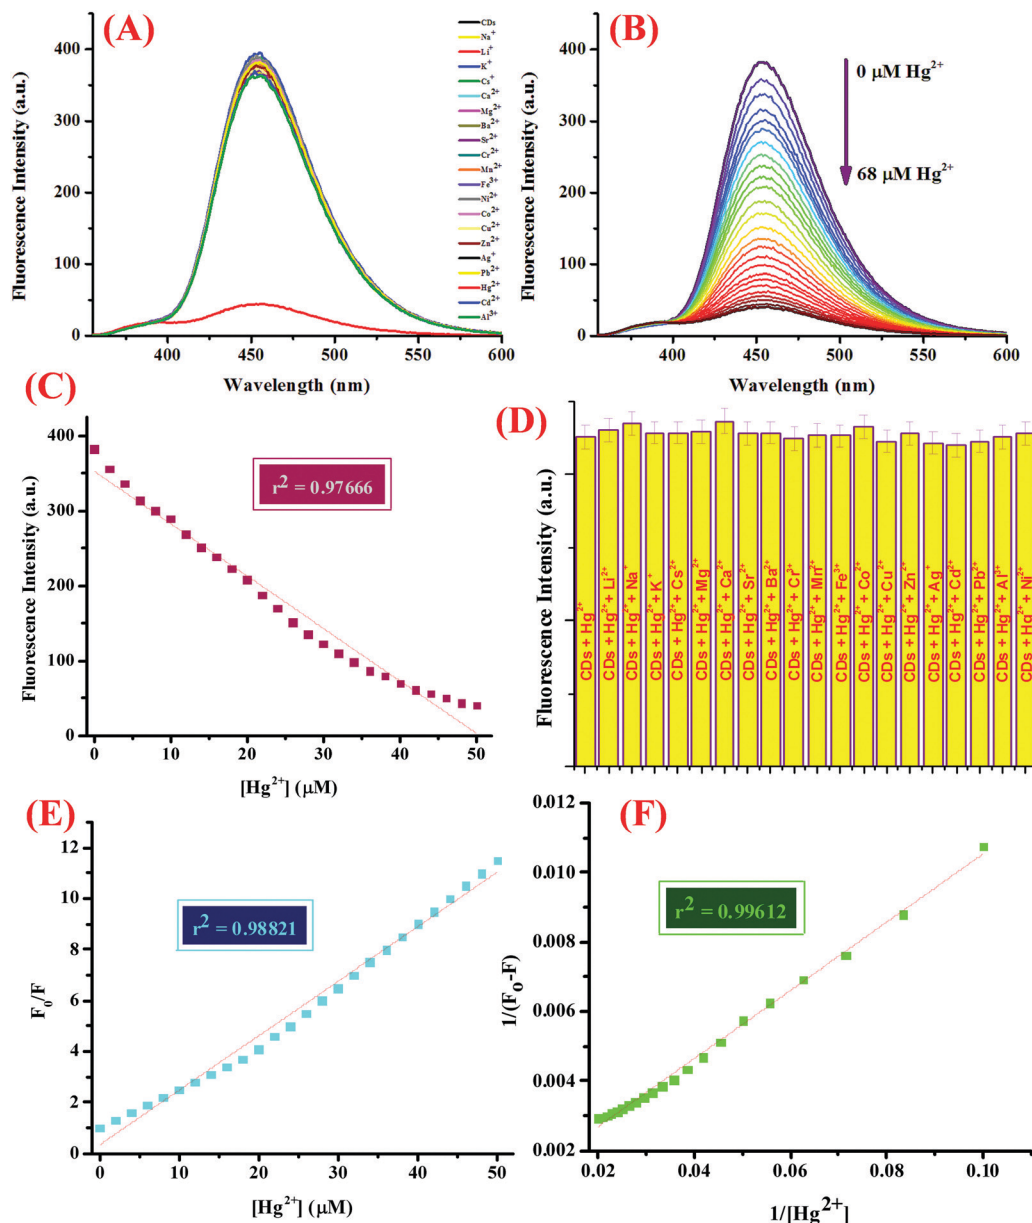 (A)
Fluorescence Intensity (a.u.)
400
300
200
100
0
400
450
500
550
600
Wavelength (nm)
CDs
Na⁺
Li⁺
K⁺
Cs⁺
Ca²⁺
Mg²⁺
Ba²⁺
Sr²⁺
Cr²⁺
Mn²⁺
Fe³⁺
Ni²⁺
Co²⁺
Cu²⁺
Zn²⁺
Ag⁺
Pb²⁺
Hg²⁺
Cd²⁺
Al³⁺
(B)
Fluorescence Intensity (a.u.)
400
300
200
100
0
0 μM Hg²⁺
68 μM Hg²⁺
400
450
500
550
600
Wavelength (nm)
(C)
Fluorescence Intensity (a.u.)
400
300
200
100
0
r² = 0.97666
0
10
20
30
40
50
[Hg²⁺] (μM)
(D)
Fluorescence Intensity (a.u.)
CDs + Hg²⁺
CDs + Hg²⁺ + Li²⁺
CDs + Hg²⁺ + Na⁺
CDs + Hg²⁺ + K⁺
CDs + Hg²⁺ + Cs²⁺
CDs + Hg²⁺ + Mg²⁺
CDs + Hg²⁺ + Ca²⁺
CDs + Hg²⁺ + Sr²⁺
CDs + Hg²⁺ + Ba²⁺
CDs + Hg²⁺ + Cr³⁺
CDs + Hg²⁺ + Mn²⁺
CDs + Hg²⁺ + Fe³⁺
CDs + Hg²⁺ + Co²⁺
CDs + Hg²⁺ + Cu²⁺
CDs + Hg²⁺ + Zn²⁺
CDs + Hg²⁺ + Ag⁺
CDs + Hg²⁺ + Cd²⁺
CDs + Hg²⁺ + Pb²⁺
CDs + Hg²⁺ + Al³⁺
CDs + Hg²⁺ + Ni²⁺
(E)
F₀/F
12
10
8
6
4
2
0
r² = 0.98821
0
10
20
30
40
50
[Hg²⁺] (μM)
(F)
1/(F₀-F)
0.012
0.010
0.008
0.006
0.004
0.002
r² = 0.99612
0.02
0.04
0.06
0.08
0.10
1/[Hg²⁺]